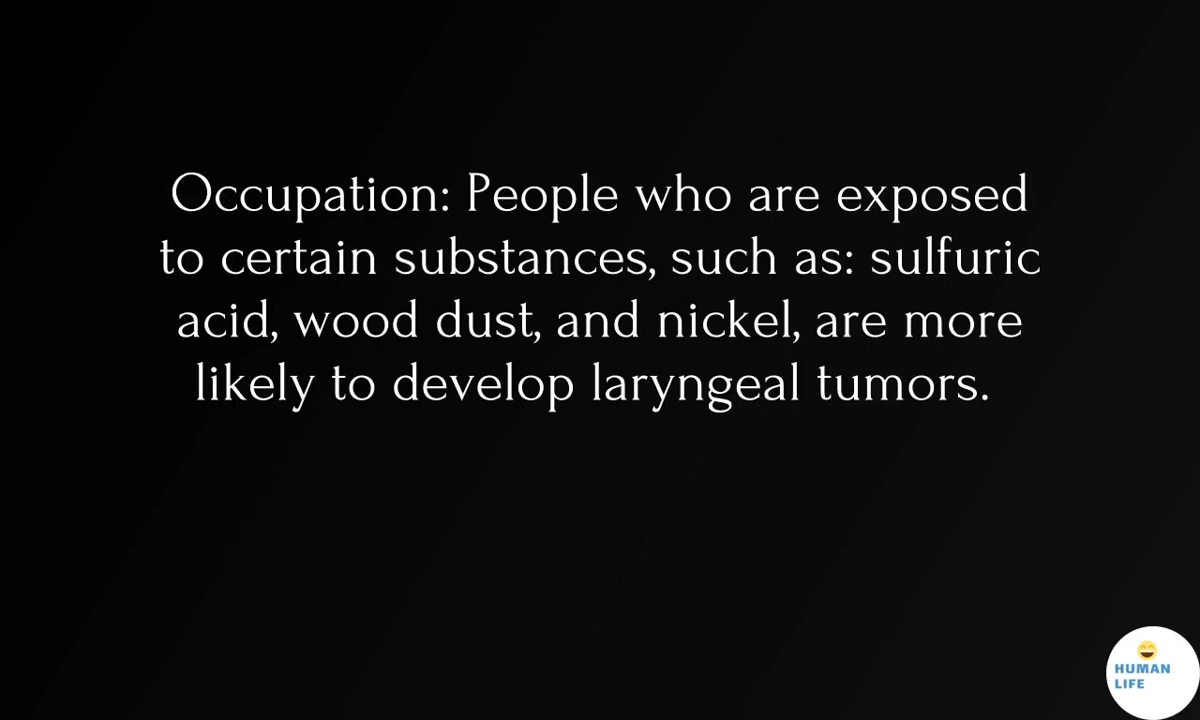 Occupation: People who are exposed
to certain substances, such as: sulfuric
acid, wood dust, and nickel, are more
likely to develop laryngeal tumors.
HUMAN
LIFE